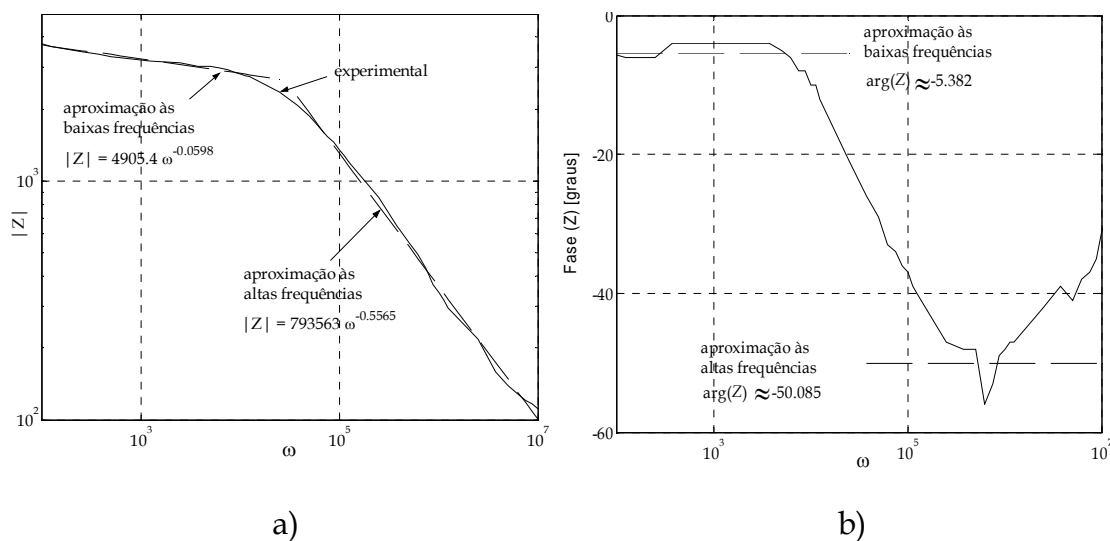 experimental
aproximação às
baixas frequências
|Z| = 4905.4 ω^-0.0598
10^3
|Z|
aproximação às
altas frequências
|Z| = 793563 ω^-0.5565
10^2
10^3
10^5
10^7
ω
a)
0
aproximação às
baixas frequências
arg(Z) ≈-5.382
-20
Fase (Z) [graus]
-40
aproximação às
altas frequências
arg(Z) ≈-50.085
-60
10^3
10^5
10^7
ω
b)